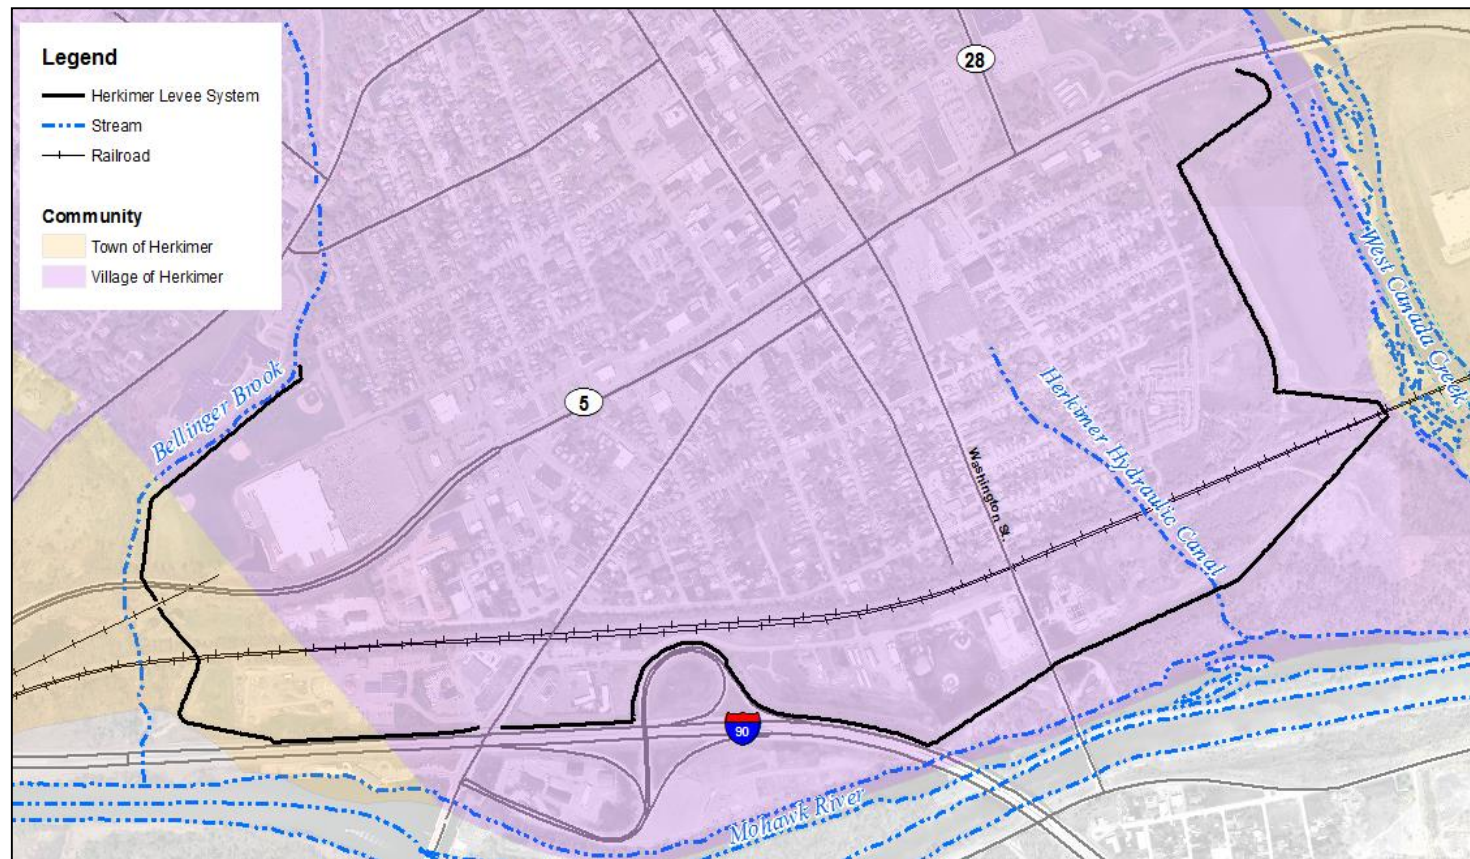 Legend
Herkimer Levee System
Stream
Railroad
Community
Town of Herkimer
Village of Herkimer
28
West Canada Creek
Bellinger Brook
5
Herkimer Hydraulic Canal
Washington St.
90
Mohawk River